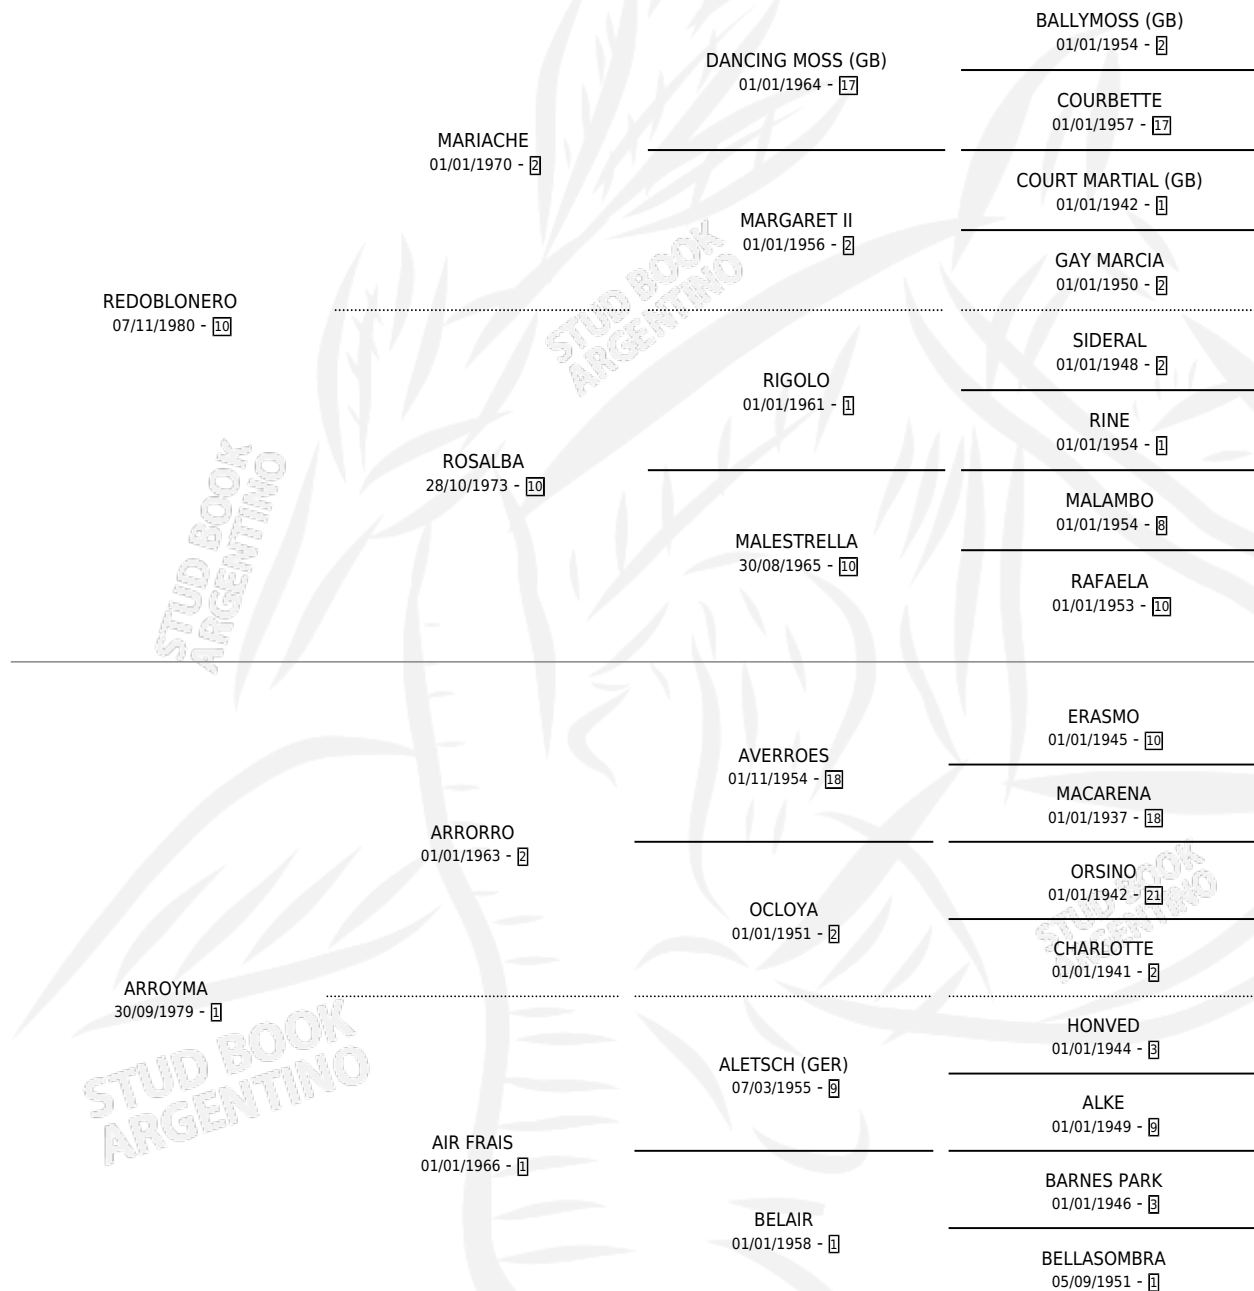 BALLYMOSS (GB)
01/01/1954 - 2
DANCING MOSS (GB)
01/01/1964 - 17
COURBETTE
01/01/1957 - 17
MARIACHE
01/01/1970 - 2
COURT MARTIAL (GB)
01/01/1942 - 1
MARGARET II
01/01/1956 - 2
GAY MARCIA
01/01/1950 - 2
REDOBLONERO
07/11/1980 - 10
SIDERAL
01/01/1948 - 2
RIGOLO
01/01/1961 - 1
RINE
01/01/1954 - 1
ROSALBA
28/10/1973 - 10
MALAMBO
01/01/1954 - 8
MALESTRELLA
30/08/1965 - 10
RAFAELA
01/01/1953 - 10
ERASMO
01/01/1945 - 10
AVERROES
01/11/1954 - 18
MACARENA
01/01/1937 - 18
ARRORRO
01/01/1963 - 2
ORSINO
01/01/1942 - 21
OCLOYA
01/01/1951 - 2
CHARLOTTE
01/01/1941 - 2
ARROYMA
30/09/1979 - 1
HONVED
01/01/1944 - 3
ALETSCH (GER)
07/03/1955 - 9
ALKE
01/01/1949 - 9
AIR FRAIS
01/01/1966 - 1
BARNES PARK
01/01/1946 - 3
BELAIR
01/01/1958 - 1
BELLASOMBRA
05/09/1951 - 1
STUD BOOK
ARGENTINO
STUD BOOK
ARGENTINO
STUD BOOK
ARGENTINO
STUD BOOK
ARGENTINO